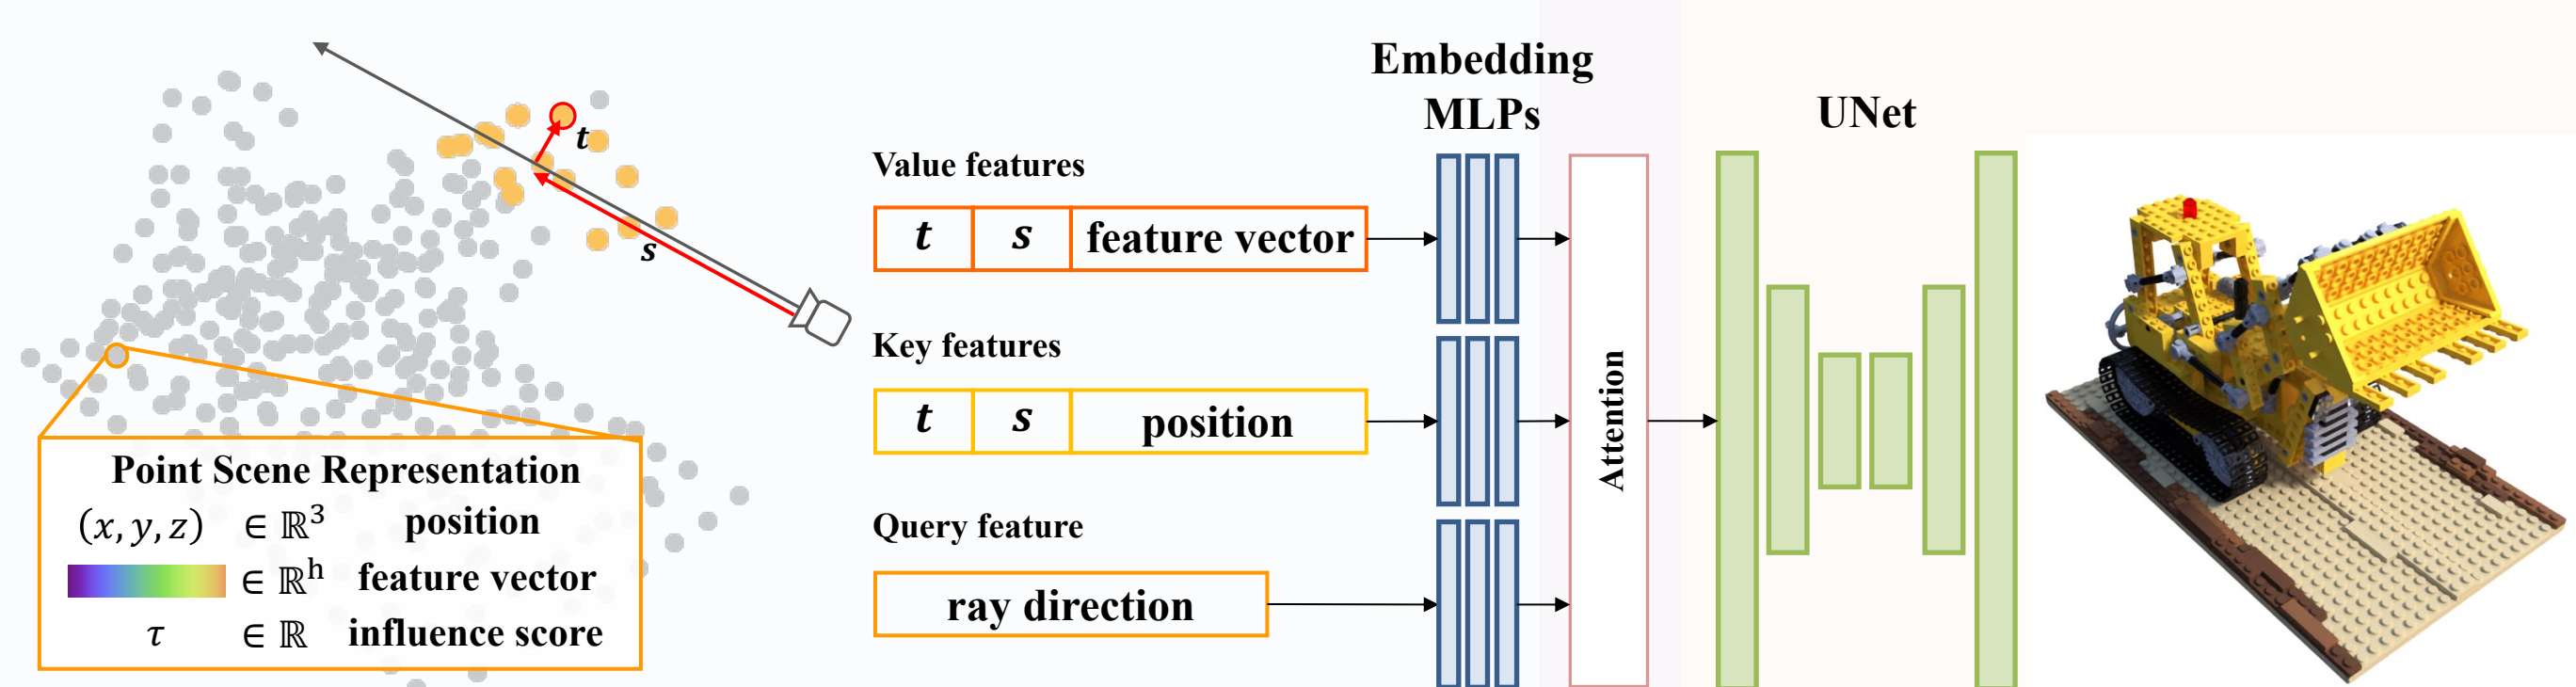 t
s
Point Scene Representation
(x, y, z) ∈ ℝ³ position
∈ ℝʰ feature vector
τ ∈ ℝ influence score
Value features
t s feature vector
Key features
t s position
Query feature
ray direction
Embedding
MLPs
Attention
UNet